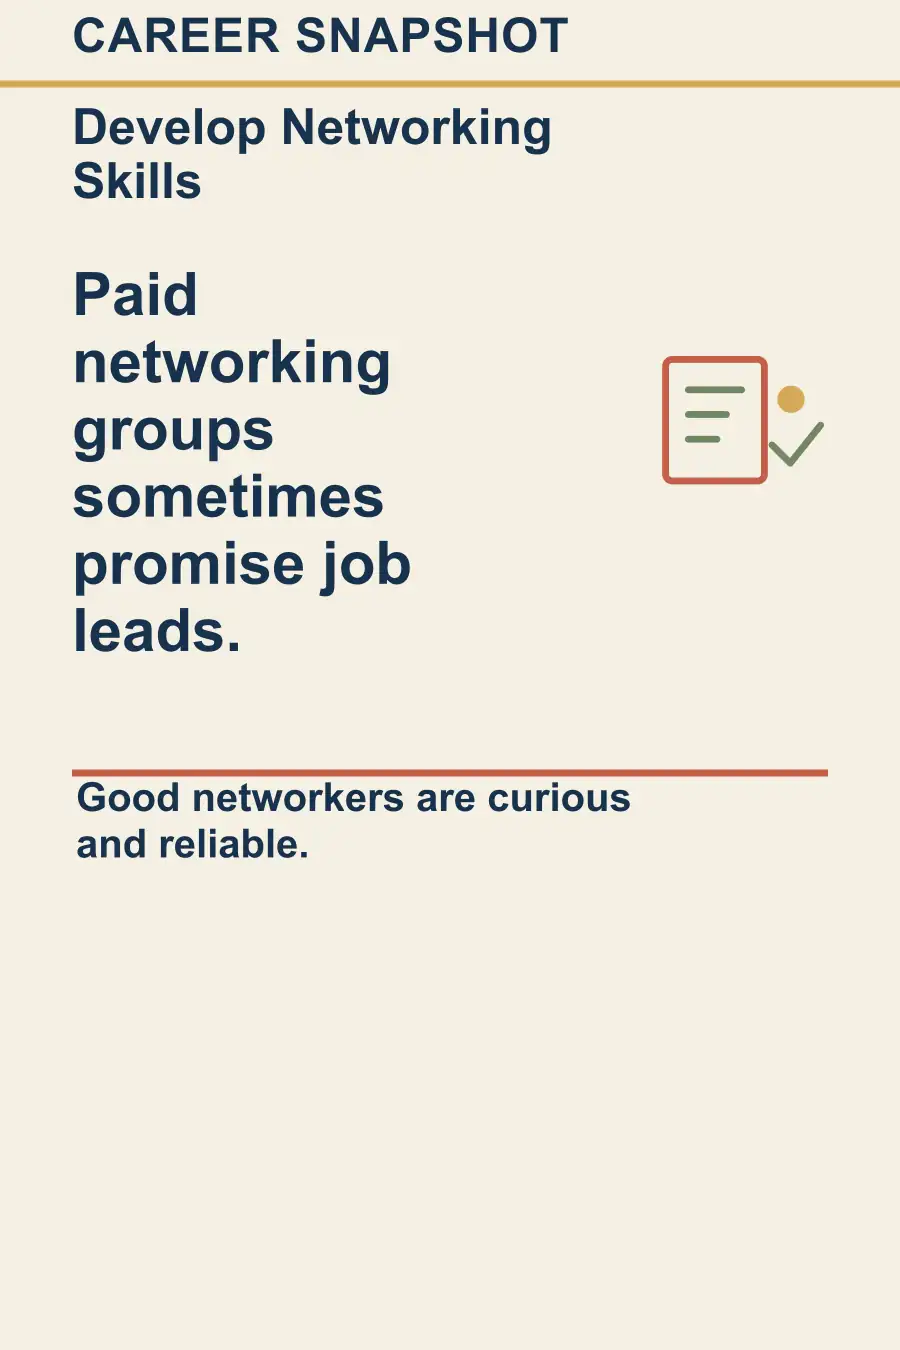 CAREER SNAPSHOT
Develop Networking
Skills
Paid
networking
groups
sometimes
promise job
leads.
Good networkers are curious
and reliable.